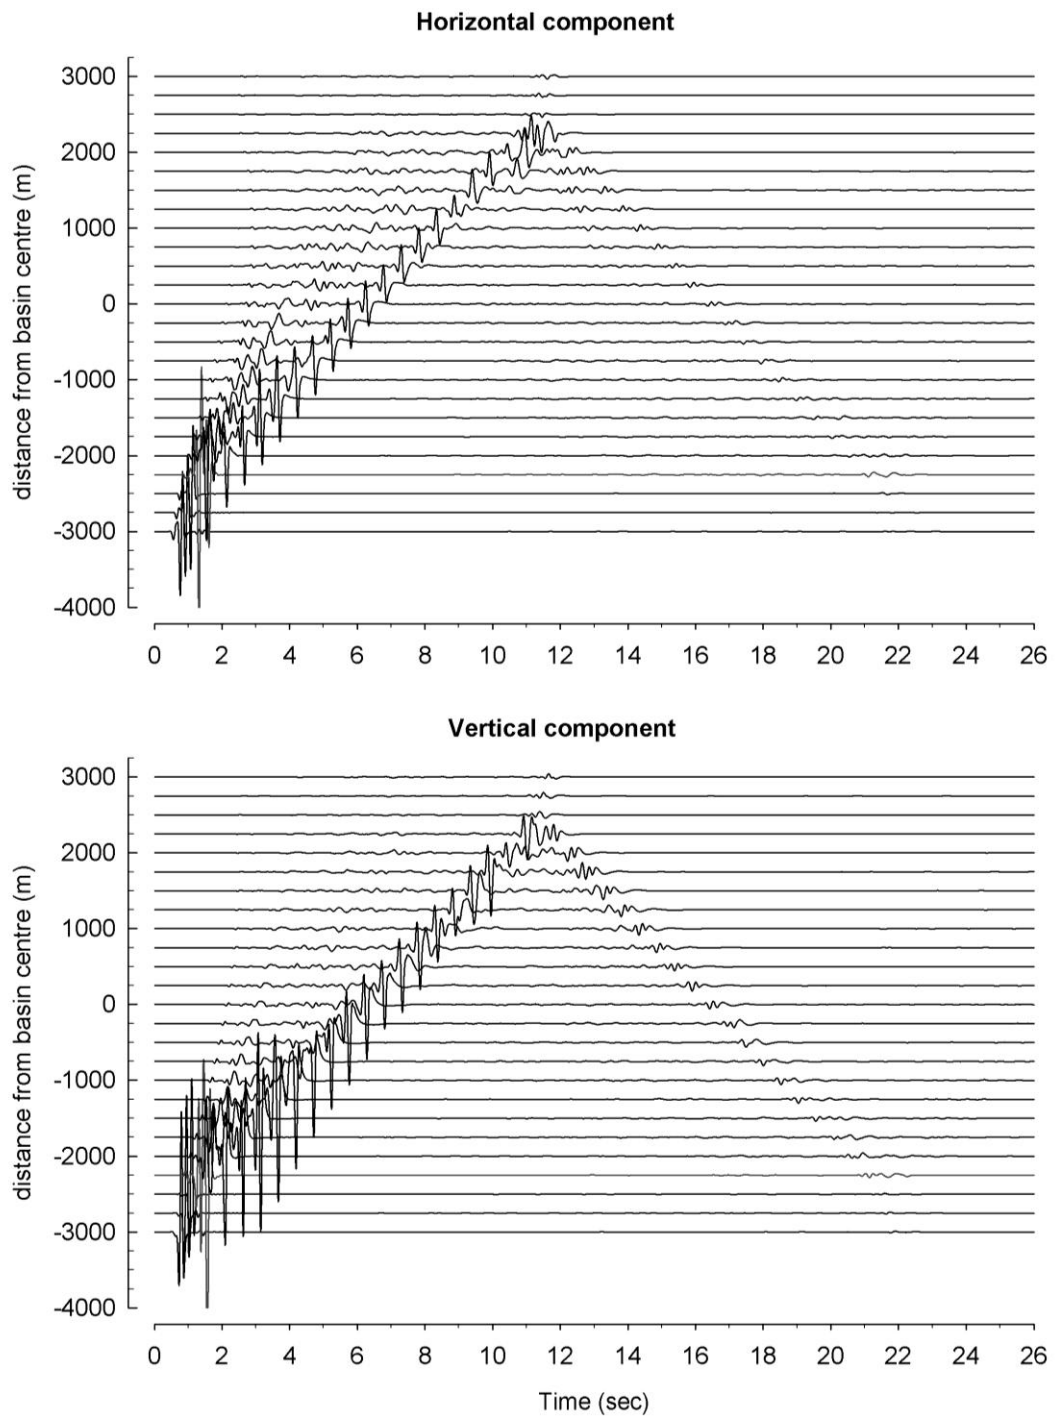 Horizontal component
3000
2000
1000
0
-1000
-2000
-3000
-4000
distance from basin centre (m)
0 2 4 6 8 10 12 14 16 18 20 22 24 26
Vertical component
3000
2000
1000
0
-1000
-2000
-3000
-4000
distance from basin centre (m)
0 2 4 6 8 10 12 14 16 18 20 22 24 26
Time (sec)